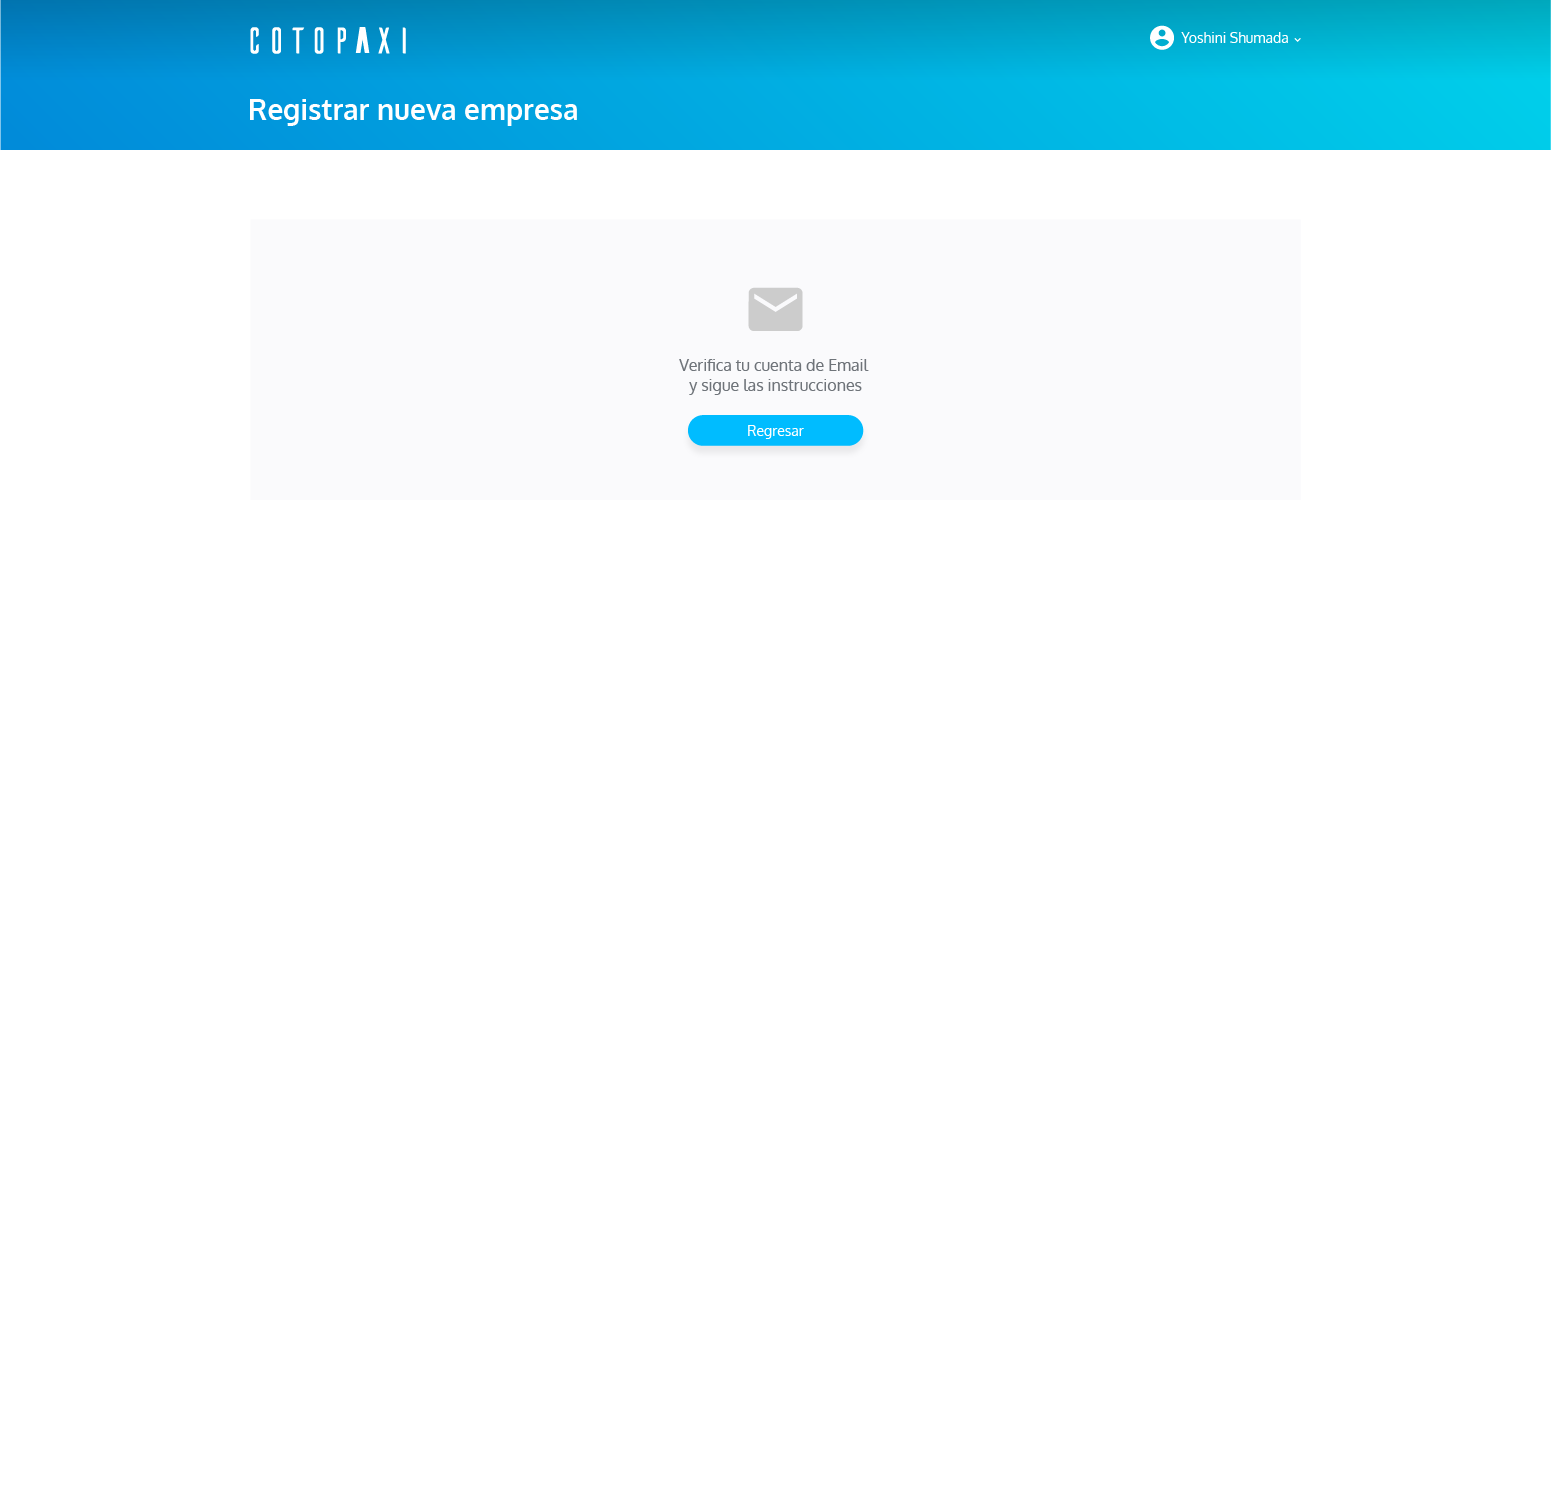 COTOPAXI
Yoshini Shumada
Registrar nueva empresa
Verifica tu cuenta de Email
y sigue las instrucciones
Regresar